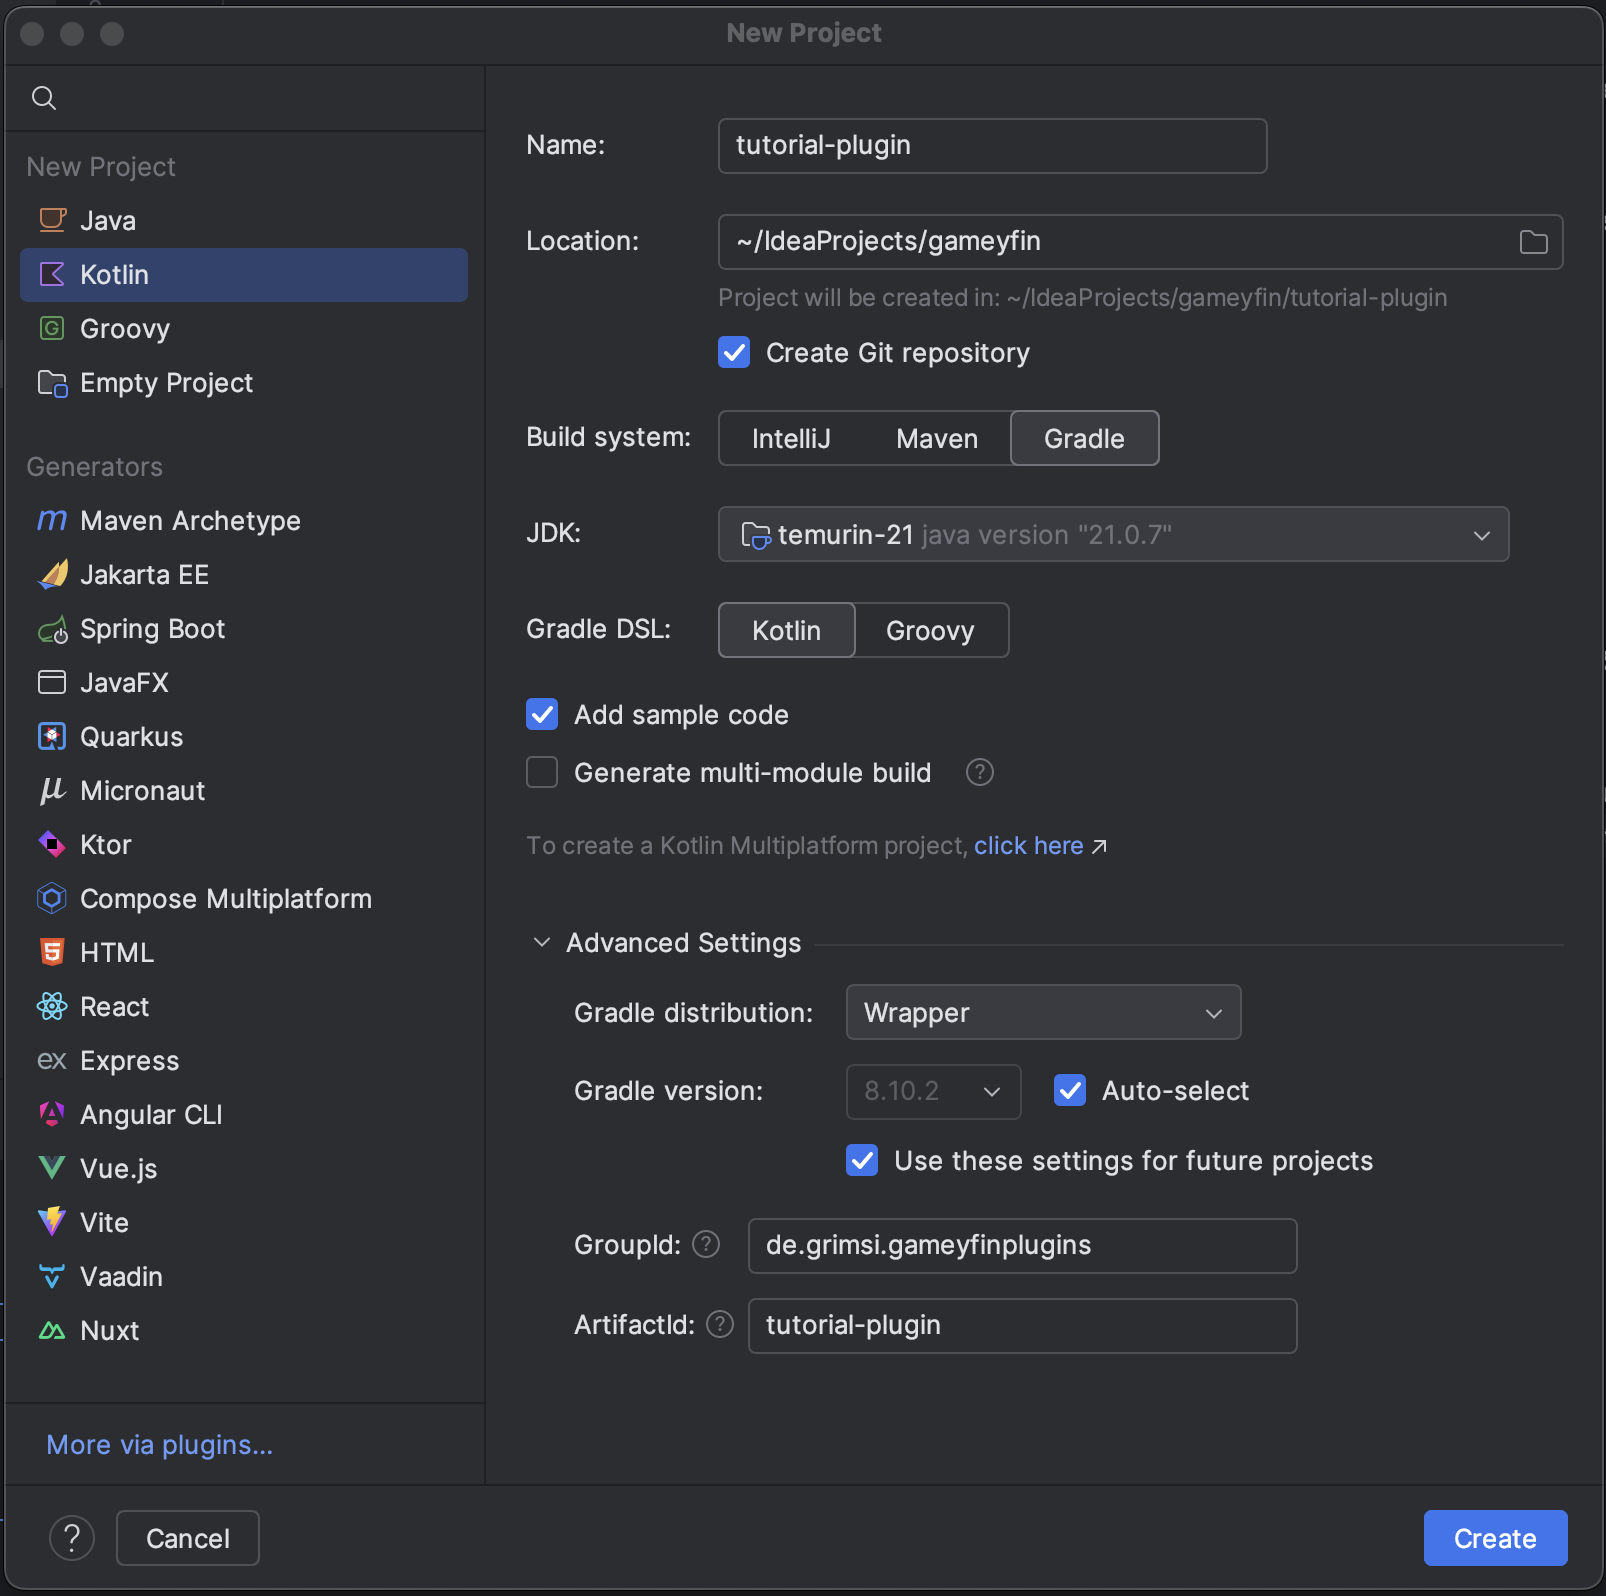 New Project
New Project
Java
Kotlin
Groovy
Empty Project
Generators
Maven Archetype
Jakarta EE
Spring Boot
JavaFX
Quarkus
Micronaut
Ktor
Compose Multiplatform
HTML
React
Express
Angular CLI
Vue.js
Vite
Vaadin
Nuxt
More via plugins...
Name: tutorial-plugin
Location: ~/IdeaProjects/gameyfin
Project will be created in: ~/IdeaProjects/gameyfin/tutorial-plugin
Create Git repository
Build system: IntelliJ Maven Gradle
JDK: temurin-21 java version "21.0.7"
Gradle DSL: Kotlin Groovy
Add sample code
Generate multi-module build ?
To create a Kotlin Multiplatform project, click here ↗
Advanced Settings
Gradle distribution: Wrapper
Gradle version: 8.10.2 Auto-select
Use these settings for future projects
GroupId: ? de.grimsi.gameyfinplugins
ArtifactId: ? tutorial-plugin
? Cancel Create